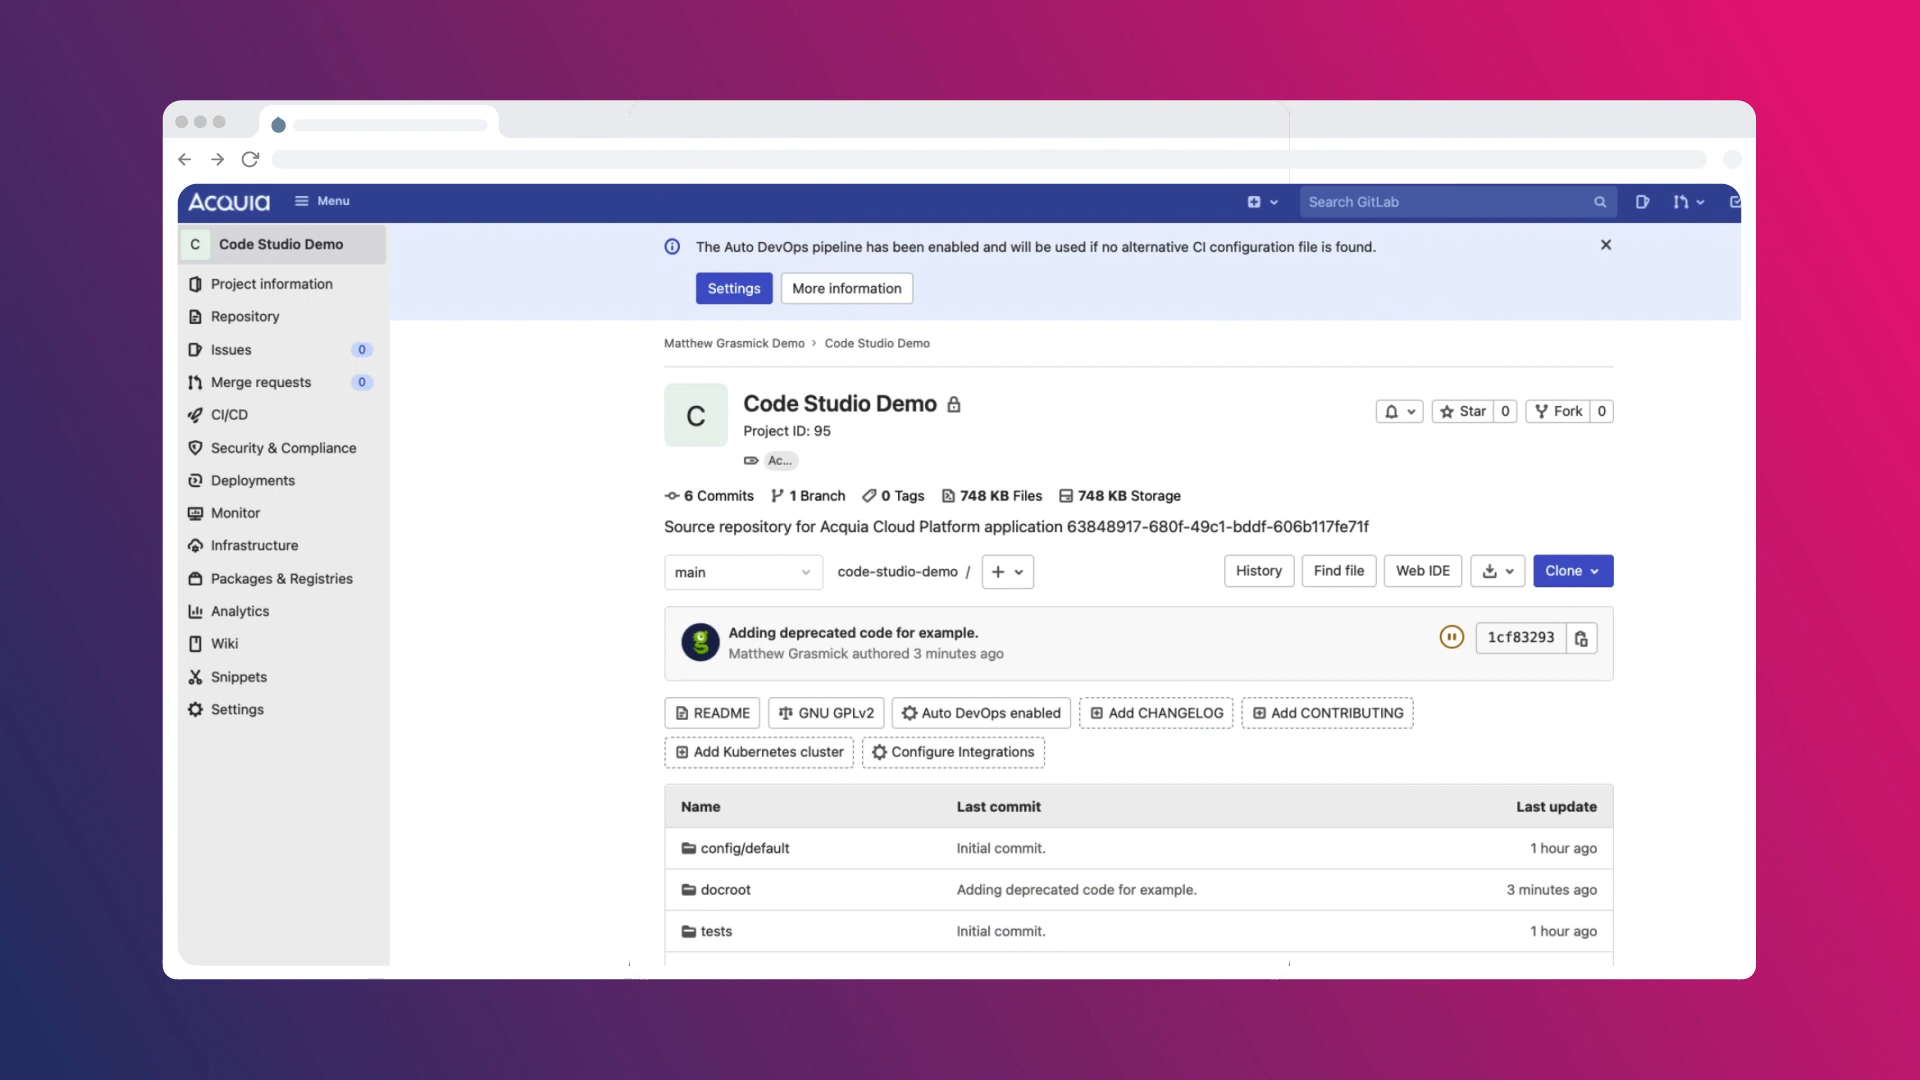 ACQUIA
Menu
Search GitLab
C Code Studio Demo
Project information
Repository
Issues 0
Merge requests 0
CI/CD
Security & Compliance
Deployments
Monitor
Infrastructure
Packages & Registries
Analytics
Wiki
Snippets
Settings
The Auto DevOps pipeline has been enabled and will be used if no alternative CI configuration file is found.
Settings More information
Matthew Grasmick Demo › Code Studio Demo
C
Code Studio Demo
Project ID: 95
Ac...
Star 0 Fork 0
6 Commits 1 Branch 0 Tags 748 KB Files 748 KB Storage
Source repository for Acquia Cloud Platform application 63848917-680f-49c1-bddf-606b117fe71f
main code-studio-demo / + History Find file Web IDE Clone
Adding deprecated code for example.
Matthew Grasmick authored 3 minutes ago
1cf83293
README GNU GPLv2 Auto DevOps enabled Add CHANGELOG Add CONTRIBUTING
Add Kubernetes cluster Configure Integrations
Name Last commit Last update
config/default Initial commit. 1 hour ago
docroot Adding deprecated code for example. 3 minutes ago
tests Initial commit. 1 hour ago